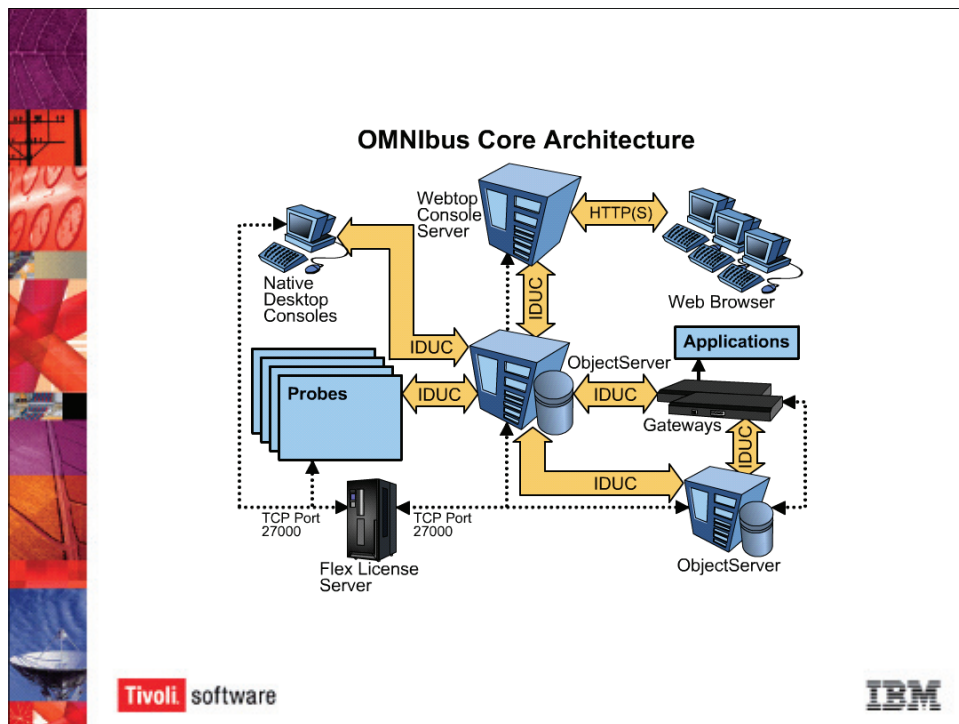 OMNIbus Core Architecture
Webtop
Console
Server
HTTP(S)
Native
Desktop
Consoles
IDUC
Web Browser
IDUC
ObjectServer
Applications
Probes
IDUC
IDUC
Gateways
IDUC
IDUC
TCP Port
27000
TCP Port
27000
Flex License
Server
ObjectServer
Tivoli. software
IBM